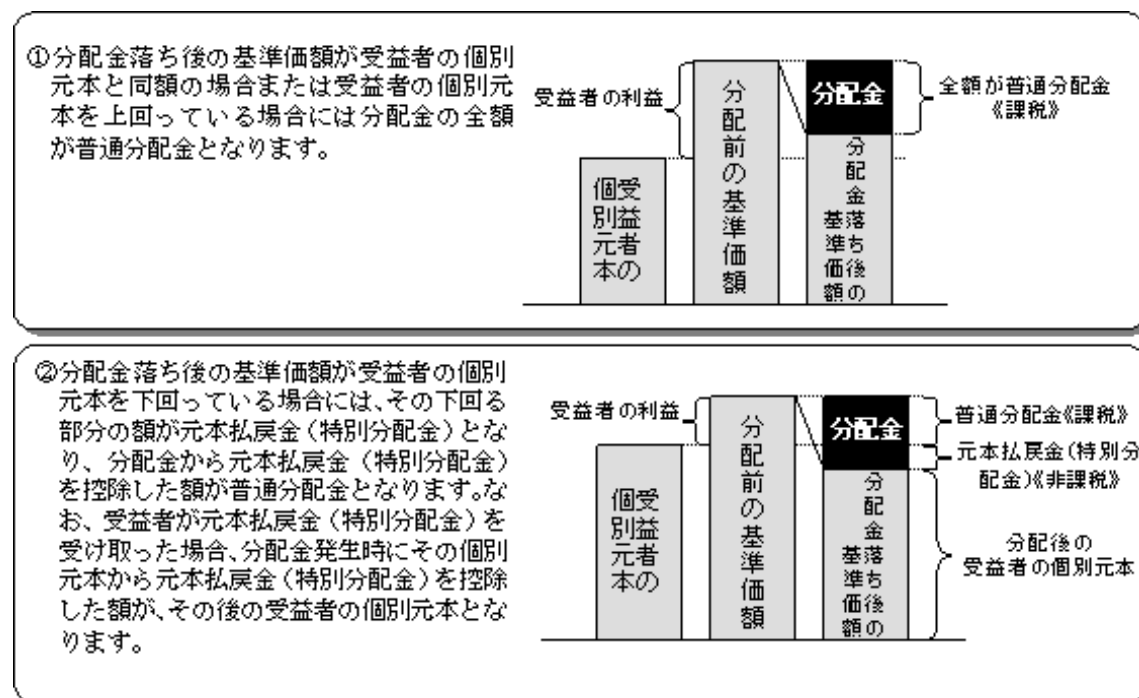 ①分配金落ち後の基準価額が受益者の個別
元本と同額の場合または受益者の個別元
本を上回っている場合には分配金の全額
が普通分配金となります。
受益者の利益
分配前の基準価額
分配金
全額が普通分配金
《課税》
受益者の
個別元本
分配金落ち後の
基準価額
②分配金落ち後の基準価額が受益者の個別
元本を下回っている場合には、その下回る
部分の額が元本払戻金（特別分配金）とな
り、分配金から元本払戻金（特別分配金）
を控除した額が普通分配金となります。な
お、受益者が元本払戻金（特別分配金）を
受け取った場合、分配金発生時にその個別
元本から元本払戻金（特別分配金）を控除
した額が、その後の受益者の個別元本とな
ります。
受益者の利益
分配前の基準価額
分配金
普通分配金《課税》
元本払戻金（特別分
配金）《非課税》
受益者の
個別元本
分配金落ち後の
基準価額
分配後の
受益者の個別元本